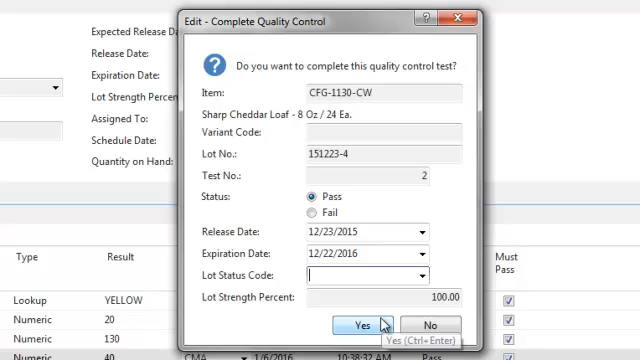 Edit - Complete Quality Control
?
X
Expected Release Date:
Release Date:
Expiration Date:
Lot Strength Percent
Assigned To:
Schedule Date:
Quantity on Hand:
Do you want to complete this quality control test?
Item: CFG-1130-CW
Sharp Cheddar Loaf - 8 Oz / 24 Ea.
Variant Code:
Lot No.: 151223-4
Test No.: 2
Status: Pass
Fail
Release Date: 12/23/2015
Expiration Date: 12/22/2016
Lot Status Code:
Lot Strength Percent: 100.00
Yes No
Yes (Ctrl+Enter)
Type Result Must
Pass
Lookup YELLOW
Numeric 20
Numeric 130
Numeric 40 CMA 1/6/2016 10:38:32 AM Pass